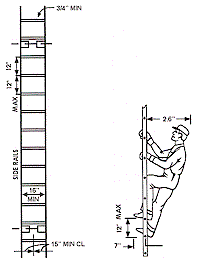 3/4" MIN
12"
12"
MAX
SIDE RAILS
15"
MIN
15" MIN CL
2.6"
12" MAX
7"